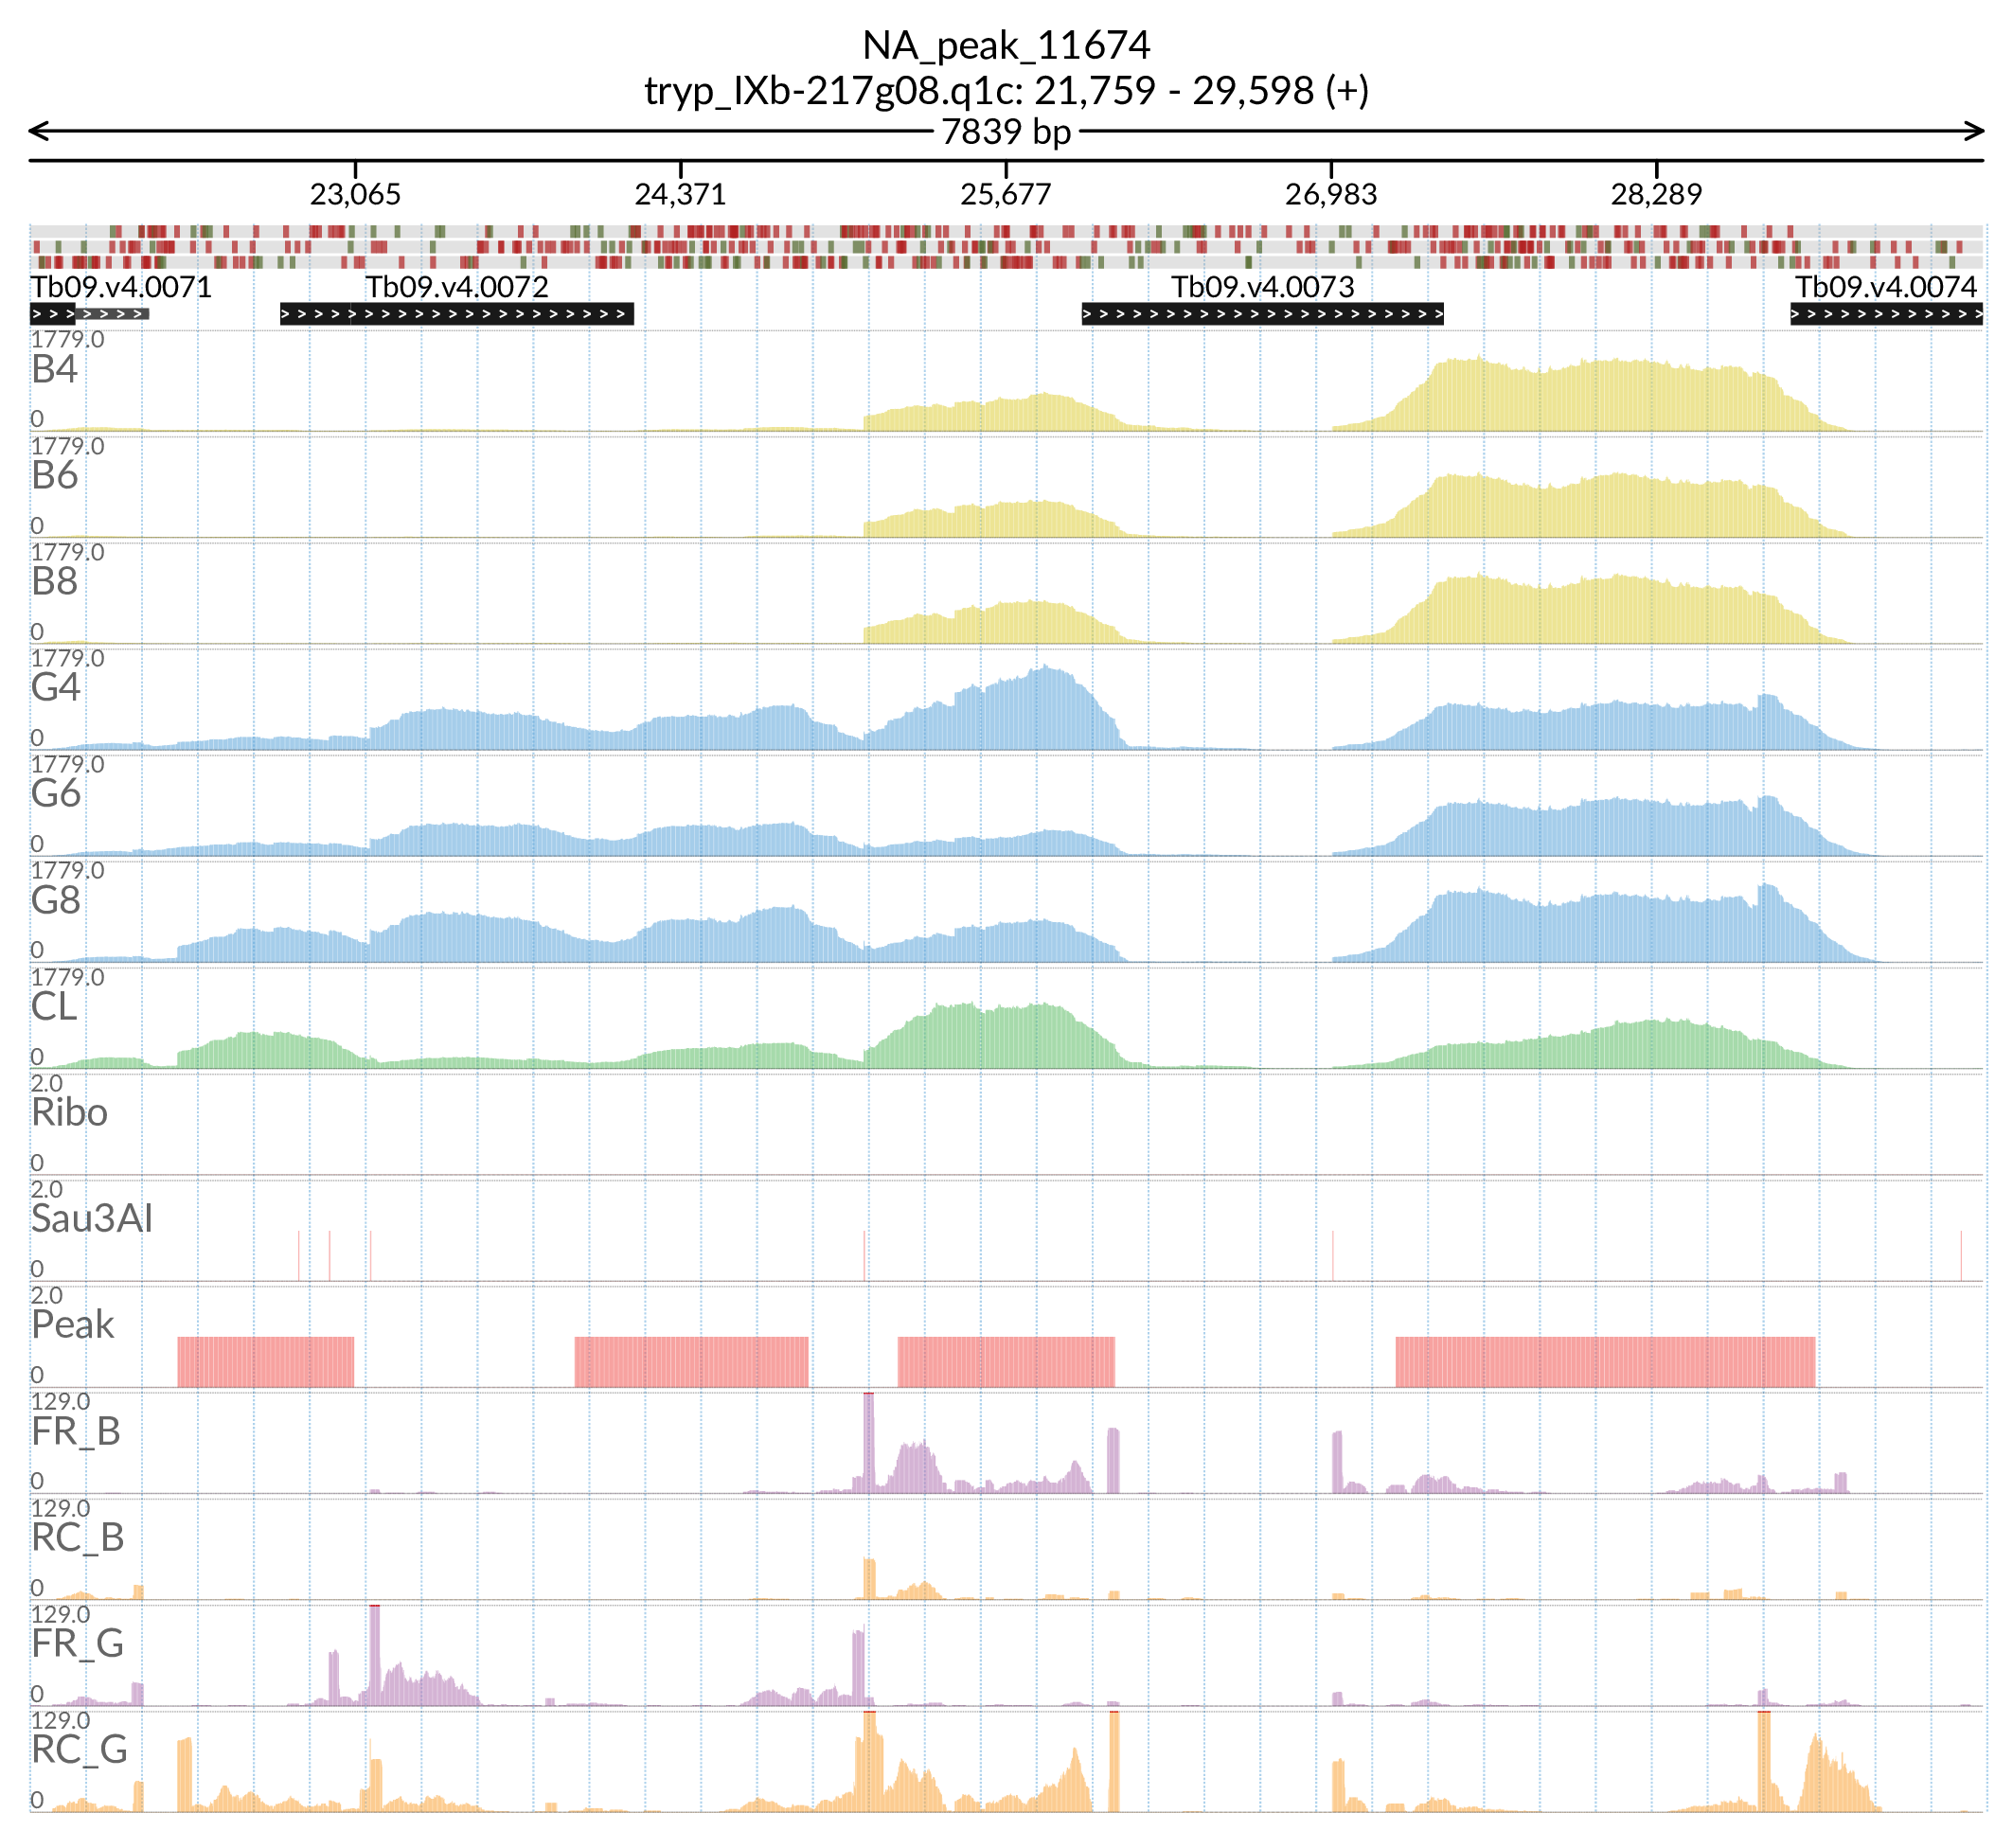 NA_peak_11674
tryp_IXb-217g08.q1c: 21,759 - 29,598 (+)
7839 bp
23,065 24,371 25,677 26,983 28,289
Tb09.v4.0071 Tb09.v4.0072 Tb09.v4.0073 Tb09.v4.0074
1779.0
B4
0
1779.0
B6
0
1779.0
B8
0
1779.0
G4
0
1779.0
G6
0
1779.0
G8
0
1779.0
CL
0
2.0
Ribo
0
2.0
Sau3AI
0
2.0
Peak
0
129.0
FR_B
0
129.0
RC_B
0
129.0
FR_G
0
129.0
RC_G
0